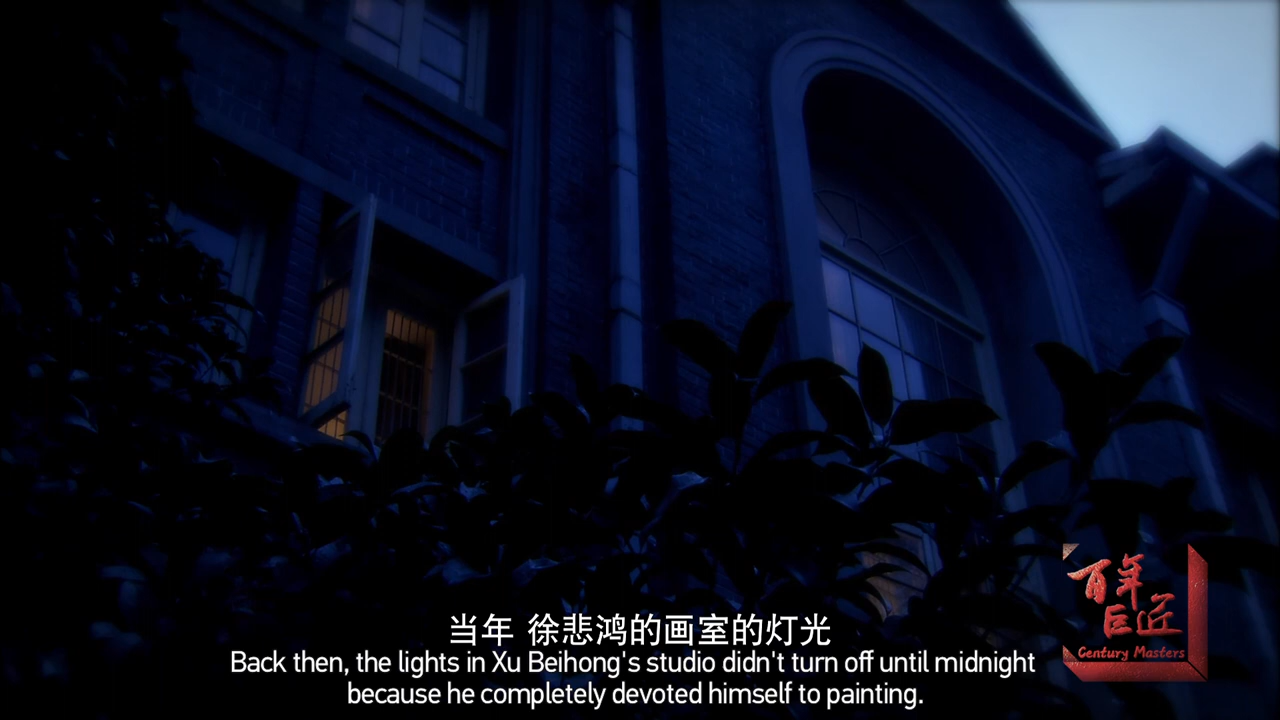 当年 徐悲鸿的画室的灯光
Back then, the lights in Xu Beihong's studio didn't turn off until midnight
because he completely devoted himself to painting.
百年
巨匠
Century Masters